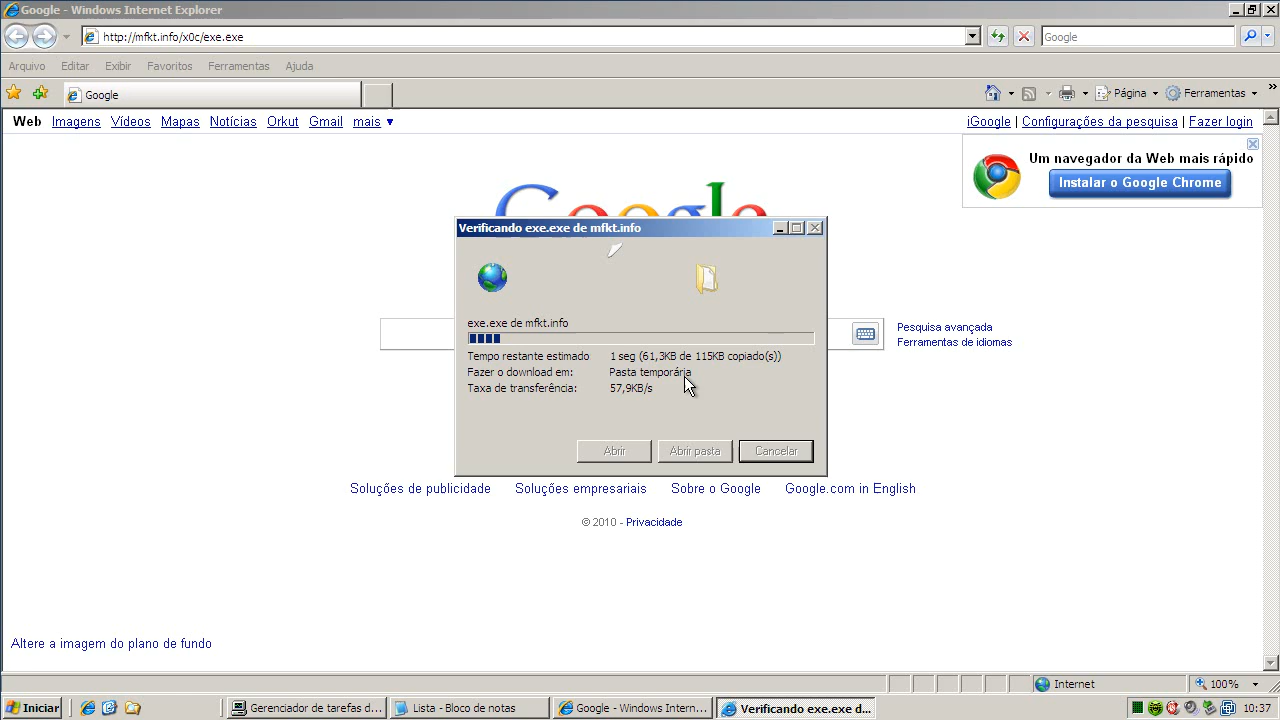 Google - Windows Internet Explorer
http://mfkt.info/x0c/exe.exe
Google
Arquivo Editar Exibir Favoritos Ferramentas Ajuda
Google
Página Ferramentas
Web Imagens Vídeos Mapas Notícias Orkut Gmail mais ▼
iGoogle | Configurações da pesquisa | Fazer login
Um navegador da Web mais rápido
Instalar o Google Chrome
Google
Verificando exe.exe de mfkt.info
exe.exe de mfkt.info
Tempo restante estimado 1 seg (61,3KB de 115KB copiado(s))
Fazer o download em: Pasta temporária
Taxa de transferência: 57,9KB/s
Abrir Abrir pasta Cancelar
Pesquisa avançada
Ferramentas de idiomas
Soluções de publicidade Soluções empresariais Sobre o Google Google.com in English
© 2010 - Privacidade
Altere a imagem do plano de fundo
Internet 100%
Iniciar Gerenciador de tarefas d... Lista - Bloco de notas Google - Windows Intern... Verificando exe.exe d... 10:37